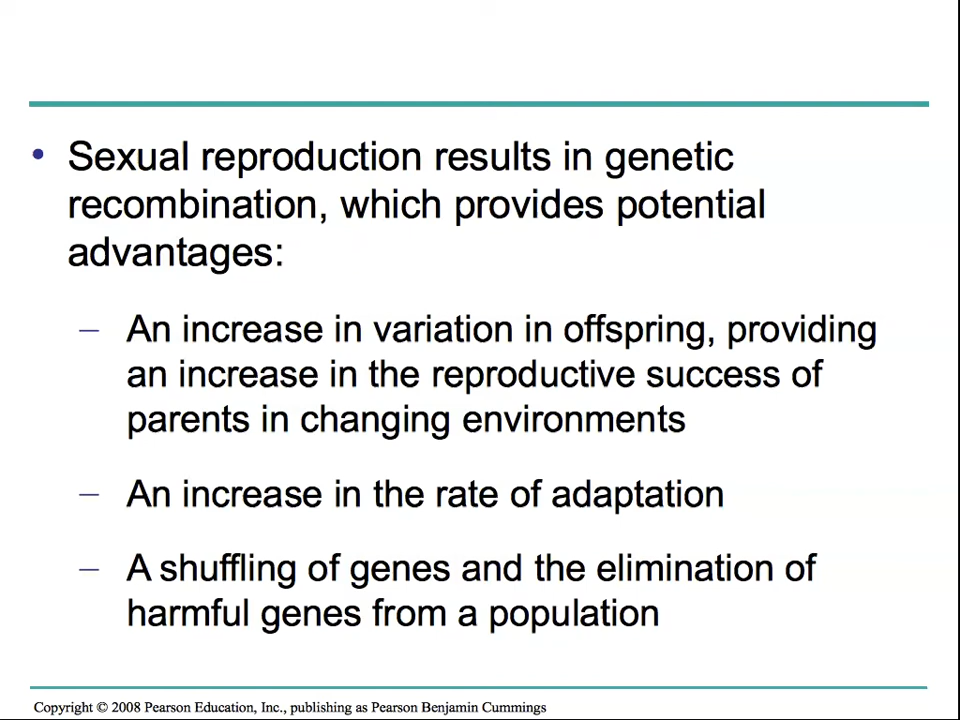 • Sexual reproduction results in genetic
recombination, which provides potential
advantages:
– An increase in variation in offspring, providing
an increase in the reproductive success of
parents in changing environments
– An increase in the rate of adaptation
– A shuffling of genes and the elimination of
harmful genes from a population
Copyright © 2008 Pearson Education, Inc., publishing as Pearson Benjamin Cummings